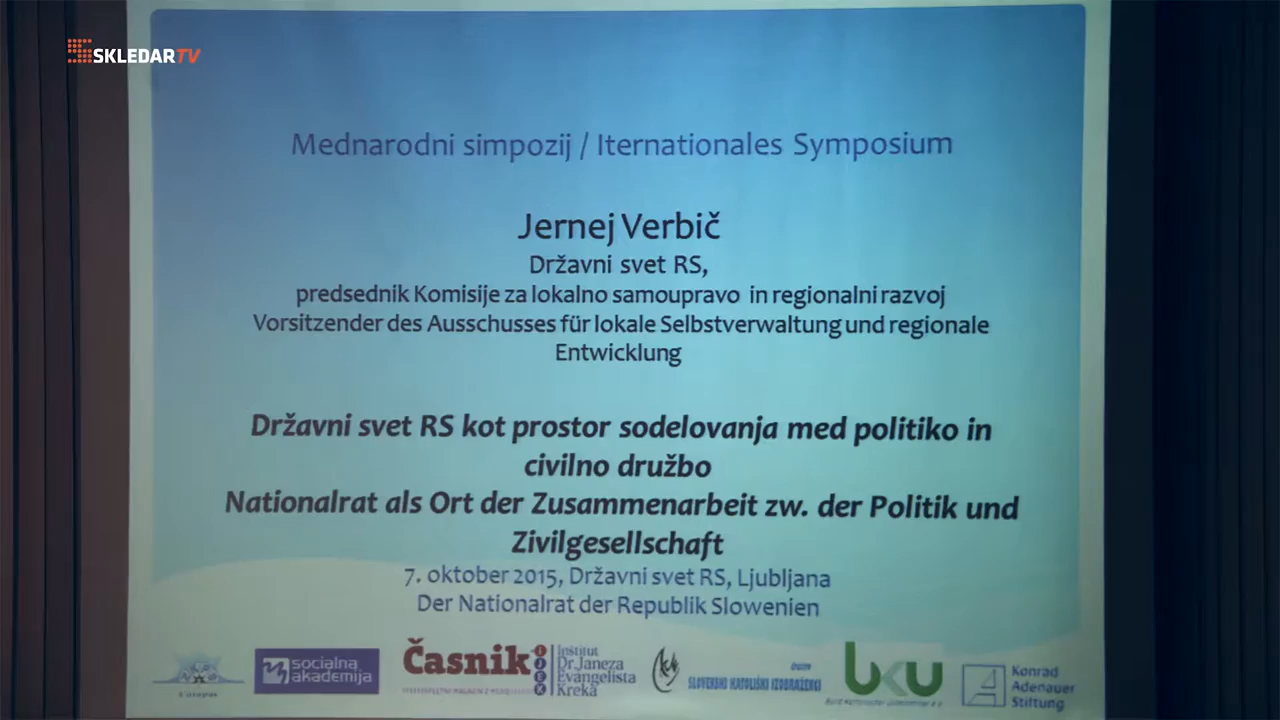 SKLEDARTV
Mednarodni simpozij / Iternationales Symposium
Jernej Verbič
Državni svet RS,
predsednik Komisije za lokalno samoupravo in regionalni razvoj
Vorsitzender des Ausschusses für lokale Selbstverwaltung und regionale
Entwicklung
Državni svet RS kot prostor sodelovanja med politiko in
civilno družbo
Nationalrat als Ort der Zusammenarbeit zw. der Politik und
Zivilgesellschaft
7. oktober 2015, Državni svet RS, Ljubljana
Der Nationalrat der Republik Slowenien
socialna
akademija
Časnik
IJEK
Inštitut
Dr. Janeza
Evangelista
Kreka
SLOVENSKI KATOLIŠKI IZOBRAŽENCI
bku
Konrad
Adenauer
Stiftung